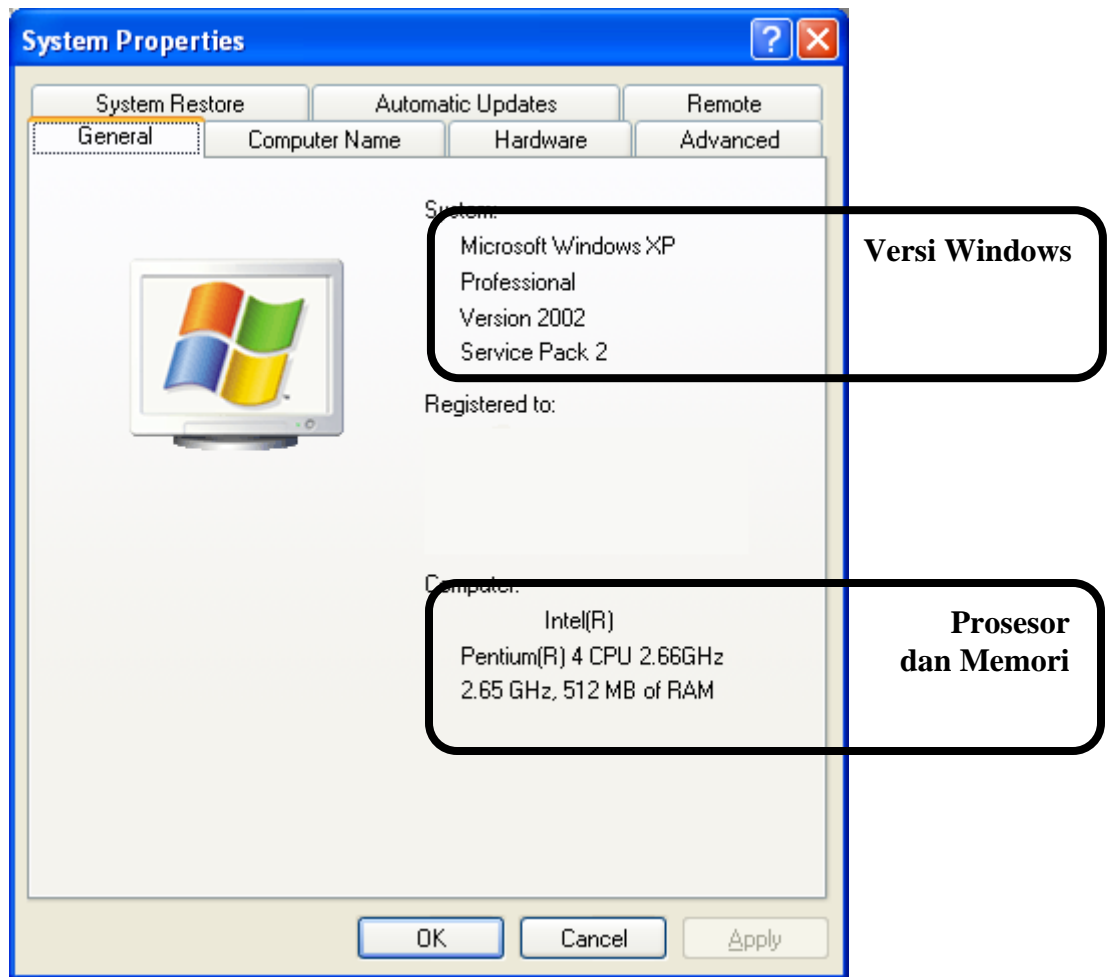 System Properties
System Restore
Automatic Updates
Remote
General
Computer Name
Hardware
Advanced
System:
Microsoft Windows XP
Professional
Version 2002
Service Pack 2
Versi Windows
Registered to:
Computer:
Intel(R)
Pentium(R) 4 CPU 2.66GHz
2.65 GHz, 512 MB of RAM
Prosesor
dan Memori
OK
Cancel
Apply